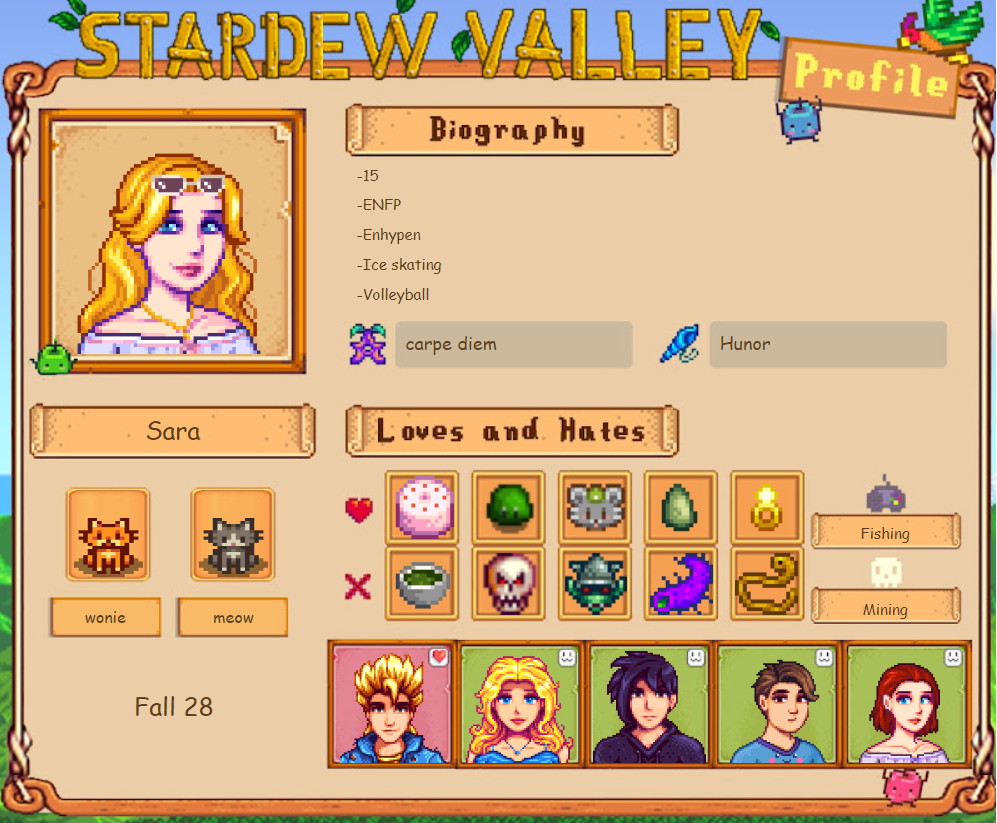 STARDEW VALLEY
Profile
Biography
-15
-ENFP
-Enhypen
-Ice skating
-Volleyball
carpe diem
Hunor
Sara
Loves and Hates
Fishing
Mining
wonie
meow
Fall 28